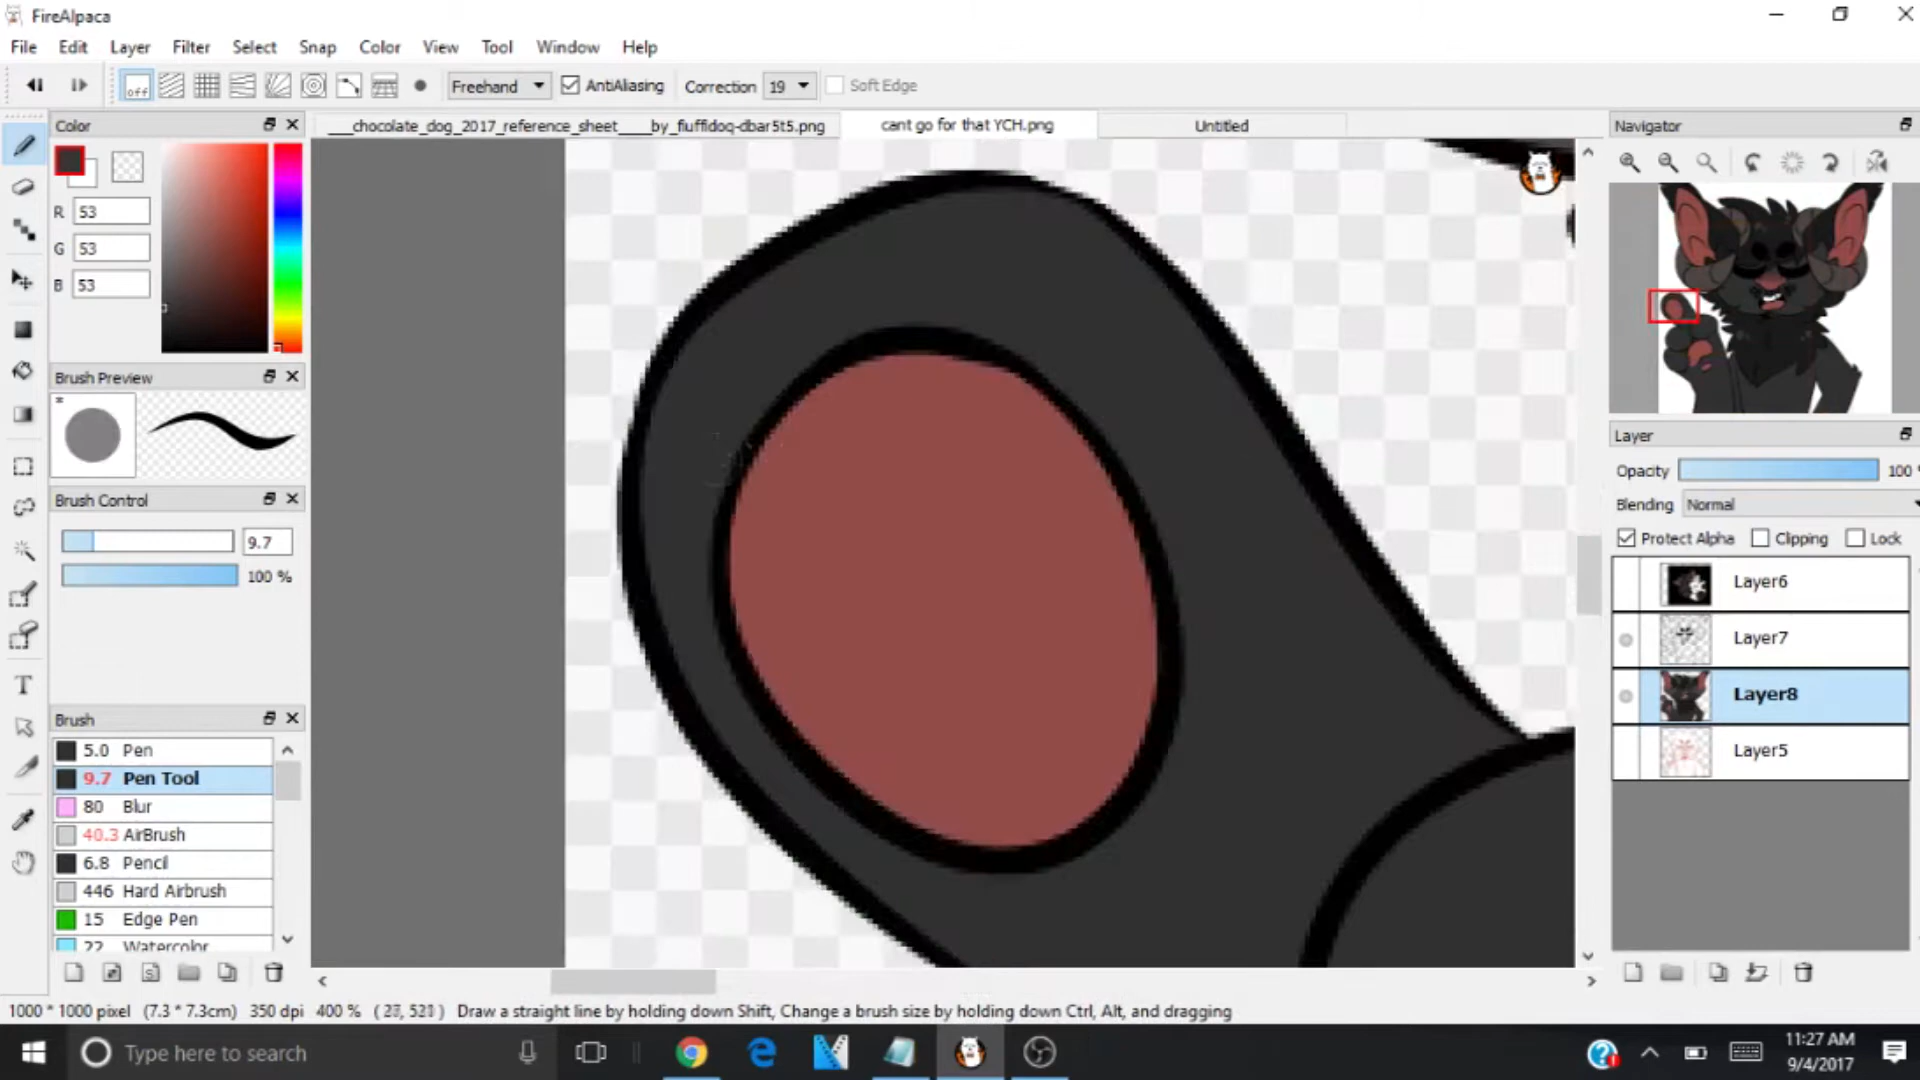 FireAlpaca
File Edit Layer Filter Select Snap Color View Tool Window Help
off Freehand AntiAliasing Correction 19 Soft Edge
Color
___chocolate_dog_2017_reference_sheet____by_fluffidog-dbar5t5.png
cant go for that YCH.png
Untitled
Navigator
R 53
G 53
B 53
Brush Preview
Brush Control
9.7
100 %
Brush
5.0 Pen
9.7 Pen Tool
80 Blur
40.3 AirBrush
6.8 Pencil
446 Hard Airbrush
15 Edge Pen
22 Watercolor
Layer
Opacity 100
Blending Normal
Protect Alpha Clipping Lock
Layer6
Layer7
Layer8
Layer5
1000 * 1000 pixel (7.3 * 7.3cm) 350 dpi 400 % Draw a straight line by holding down Shift, Change a brush size by holding down Ctrl, Alt, and dragging
Type here to search
11:27 AM
9/4/2017